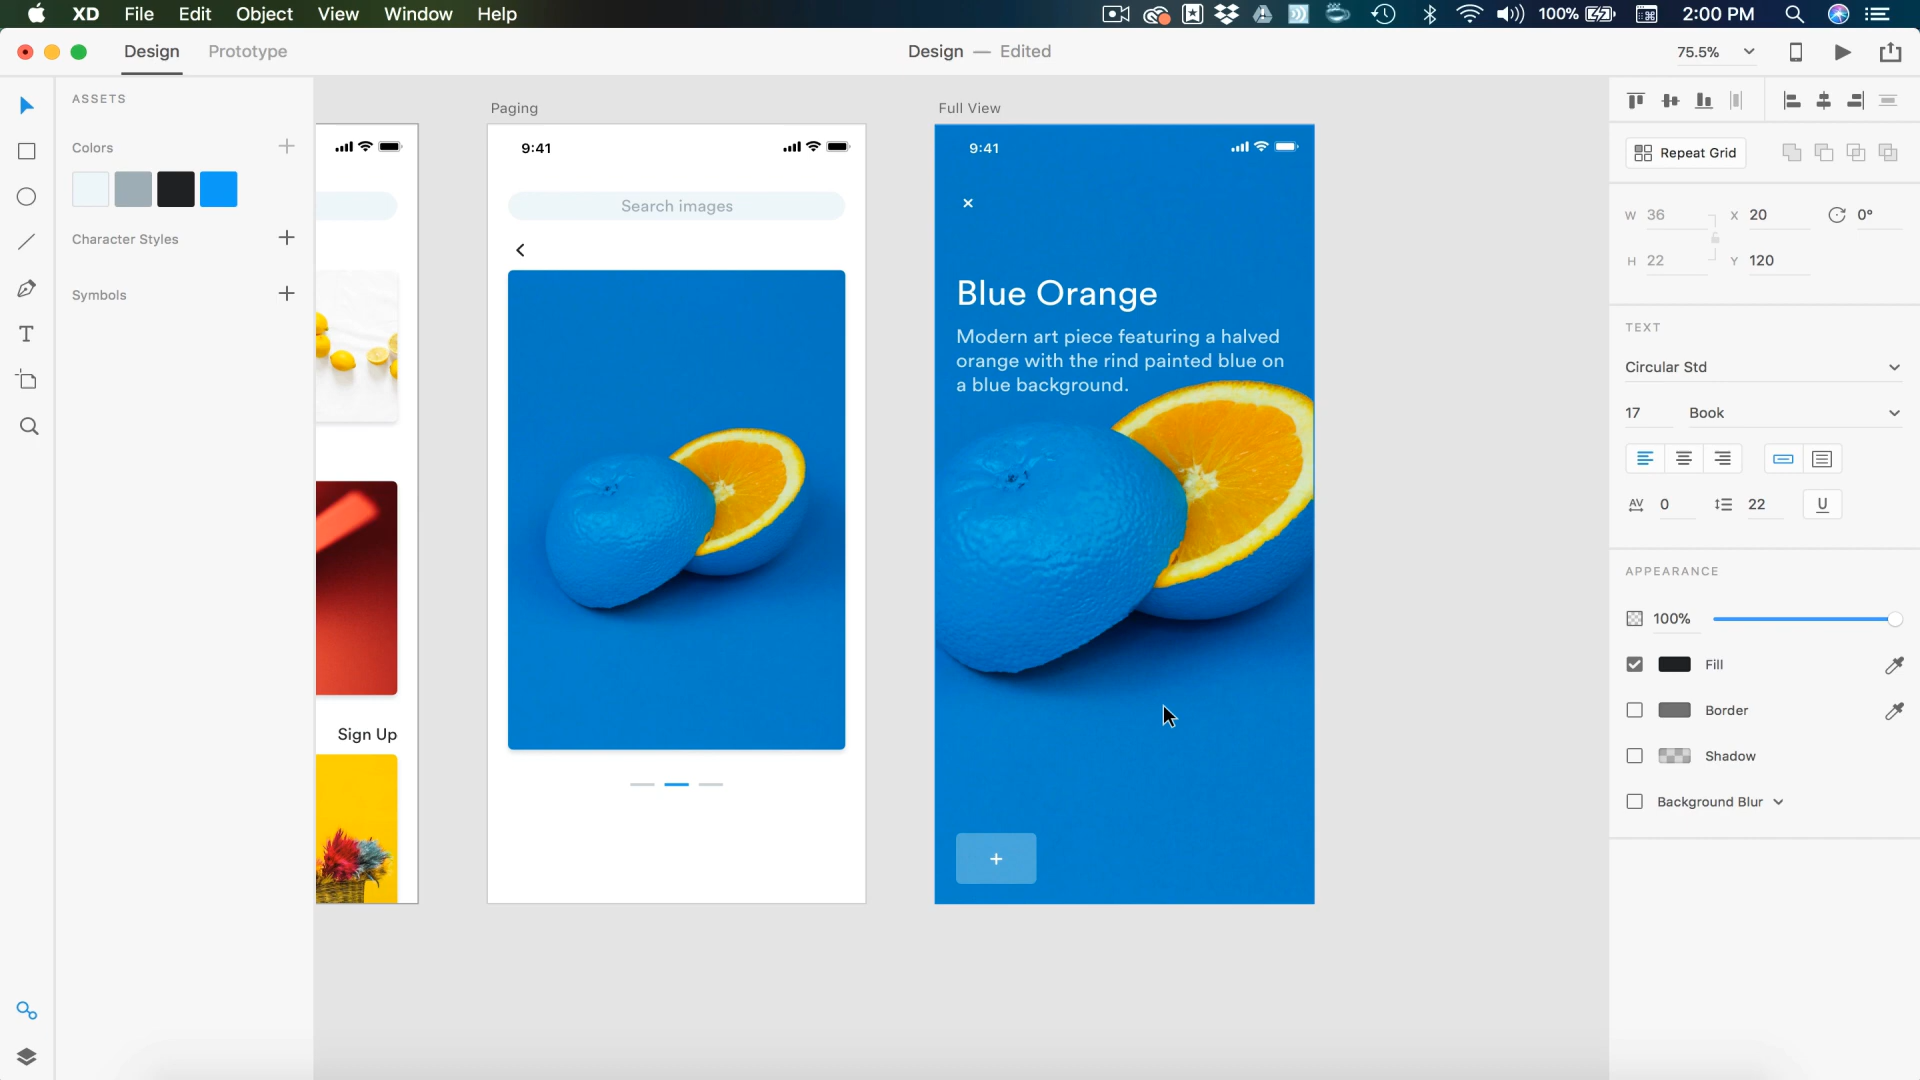 XD File Edit Object View Window Help 100% 2:00 PM
Design Prototype Design — Edited 75.5%
ASSETS
Colors
Character Styles
Symbols
Sign Up
Paging
9:41
Search images
Full View
9:41
Blue Orange
Modern art piece featuring a halved
orange with the rind painted blue on
a blue background.
+
Repeat Grid
W 36 X 20 0°
H 22 Y 120
TEXT
Circular Std
17 Book
AV 0 22 U
APPEARANCE
100%
Fill
Border
Shadow
Background Blur